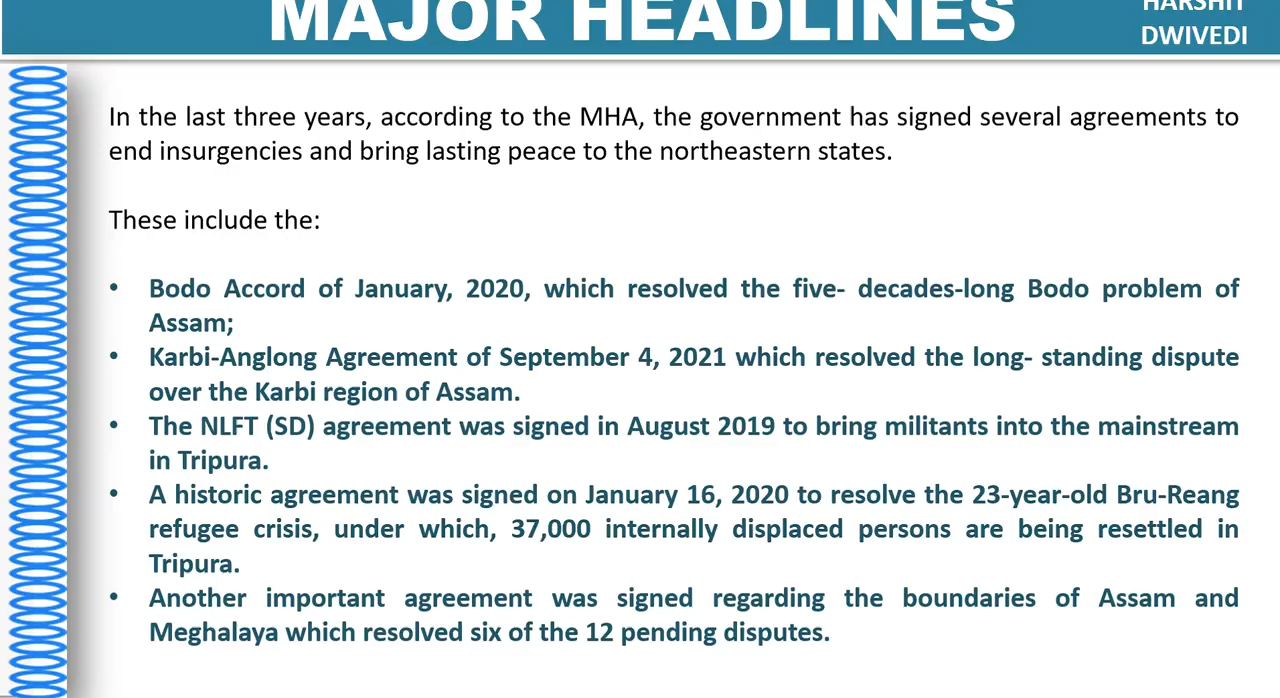 MAJOR HEADLINES
HARSHIT
DWIVEDI
In the last three years, according to the MHA, the government has signed several agreements to
end insurgencies and bring lasting peace to the northeastern states.
These include the:
• Bodo Accord of January, 2020, which resolved the five- decades-long Bodo problem of
Assam;
• Karbi-Anglong Agreement of September 4, 2021 which resolved the long- standing dispute
over the Karbi region of Assam.
• The NLFT (SD) agreement was signed in August 2019 to bring militants into the mainstream
in Tripura.
• A historic agreement was signed on January 16, 2020 to resolve the 23-year-old Bru-Reang
refugee crisis, under which, 37,000 internally displaced persons are being resettled in
Tripura.
• Another important agreement was signed regarding the boundaries of Assam and
Meghalaya which resolved six of the 12 pending disputes.